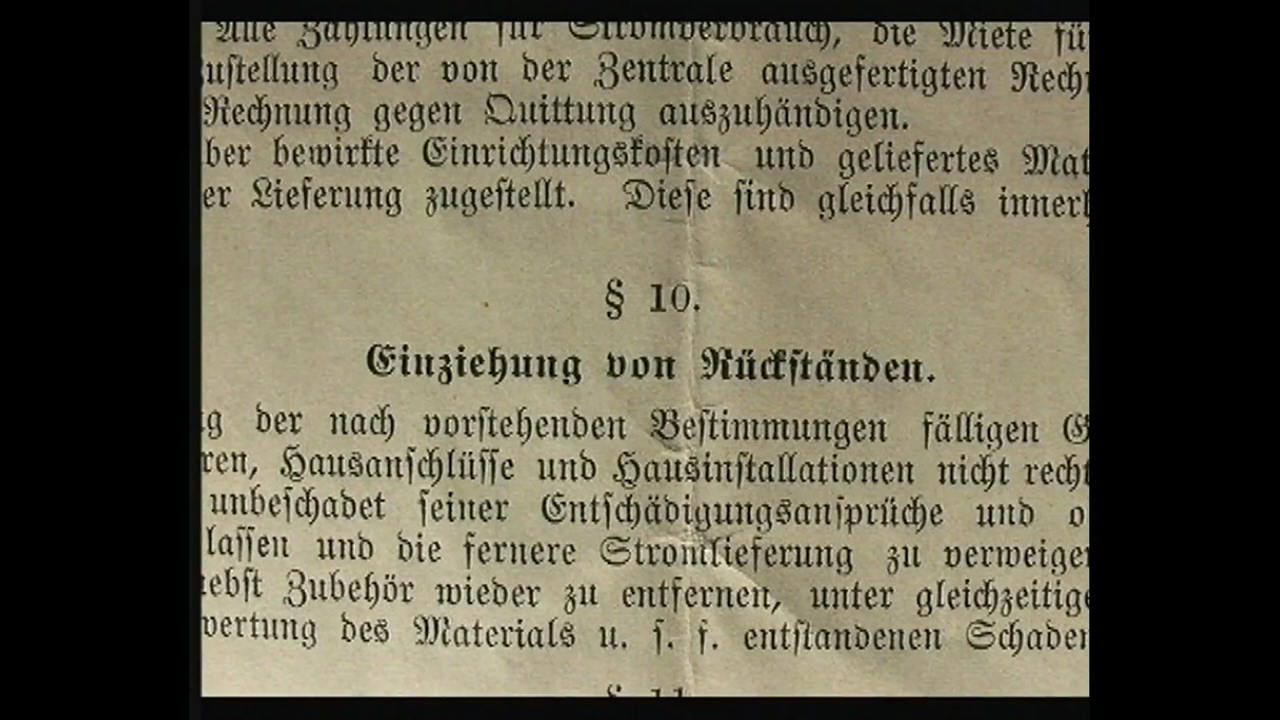 Alle Zahlungen für Stromverbrauch, die Miete fü
ustellung der von der Zentrale ausgefertigten Rech
Rechnung gegen Quittung auszuhändigen.
ber bewirkte Einrichtungskosten und geliefertes Mat
er Lieferung zugestellt. Diese sind gleichfalls inner
§ 10.
Einziehung von Rückständen.
g der nach vorstehenden Bestimmungen fälligen G
ren, Hausanschlüsse und Hausinstallationen nicht recht
unbeschadet seiner Entschädigungsansprüche und o
lassen und die fernere Stromlieferung zu verweiger
ebst Zubehör wieder zu entfernen, unter gleichzeitige
vertung des Materials u. s. f. entstandenen Schaden
§ 11